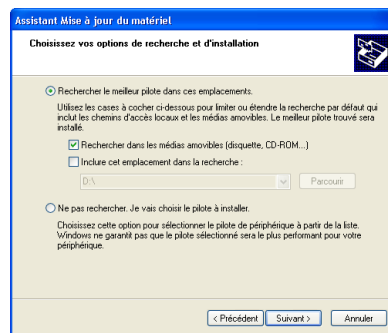 Assistant Mise à jour du matériel
Choisissez vos options de recherche et d'installation
Rechercher le meilleur pilote dans ces emplacements.
Utilisez les cases à cocher ci-dessous pour limiter ou étendre la recherche par défaut qui
inclut les chemins d'accès locaux et les médias amovibles. Le meilleur pilote trouvé sera
installé.
Rechercher dans les médias amovibles (disquette, CD-ROM...)
Inclure cet emplacement dans la recherche :
D:\
Parcourir
Ne pas rechercher. Je vais choisir le pilote à installer.
Choisissez cette option pour sélectionner le pilote de périphérique à partir de la liste.
Windows ne garantit pas que le pilote sélectionné sera le plus performant pour votre
périphérique.
< Précédent
Suivant >
Annuler